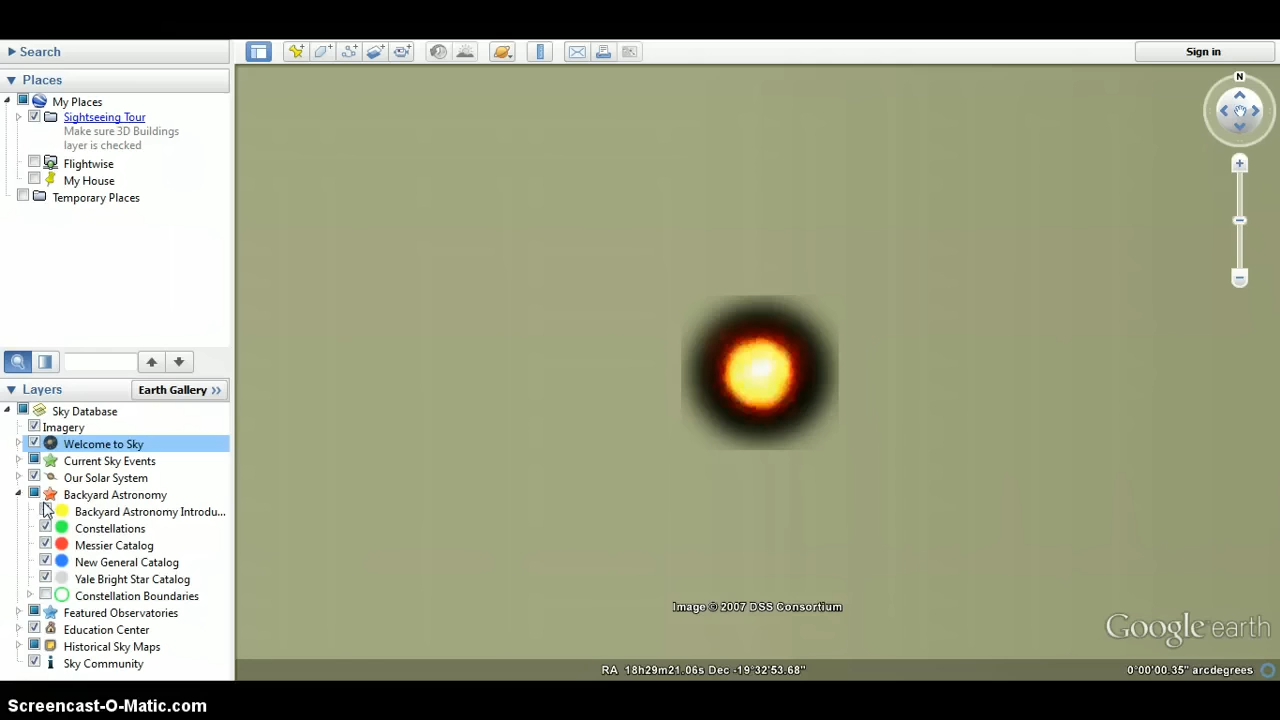 Search
Sign in
Places
N
My Places
Sightseeing Tour
Make sure 3D Buildings
layer is checked
Flightwise
My House
Temporary Places
Layers
Earth Gallery >>
Sky Database
Imagery
Welcome to Sky
Current Sky Events
Our Solar System
Backyard Astronomy
Backyard Astronomy Introdu...
Constellations
Messier Catalog
New General Catalog
Yale Bright Star Catalog
Constellation Boundaries
Featured Observatories
Education Center
Historical Sky Maps
Sky Community
Image © 2007 DSS Consortium
Google earth
RA 18h29m21.06s Dec -19°32'53.68"
0°00'00.35" arcdegrees
Screencast-O-Matic.com